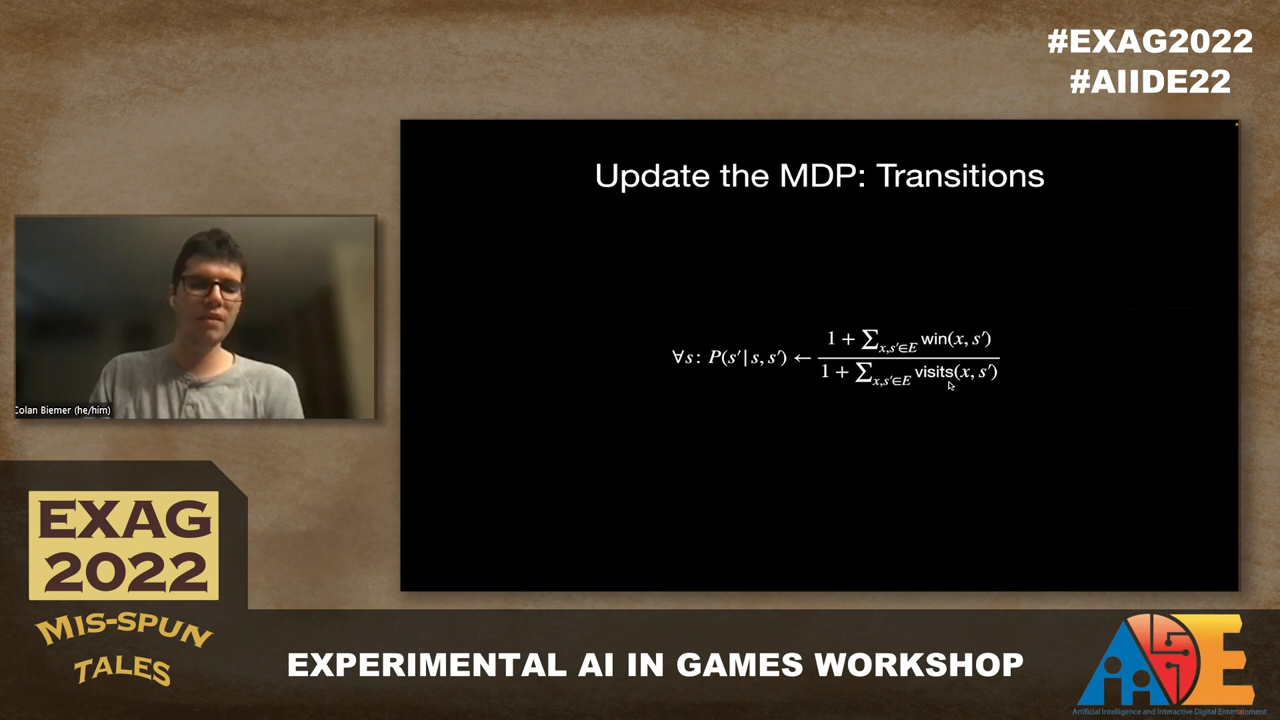 #EXAG2022
#AIIDE22
Update the MDP: Transitions
∀s: P(s′ | s, s′) ← (1 + ∑x,s′∈E win(x, s′)) / (1 + ∑x,s′∈E visits(x, s′))
Colan Biemer (he/him)
EXAG
2022
MIS-SPUN
TALES
EXPERIMENTAL AI IN GAMES WORKSHOP
AIIDE
Artificial Intelligence and Interactive Digital Entertainment